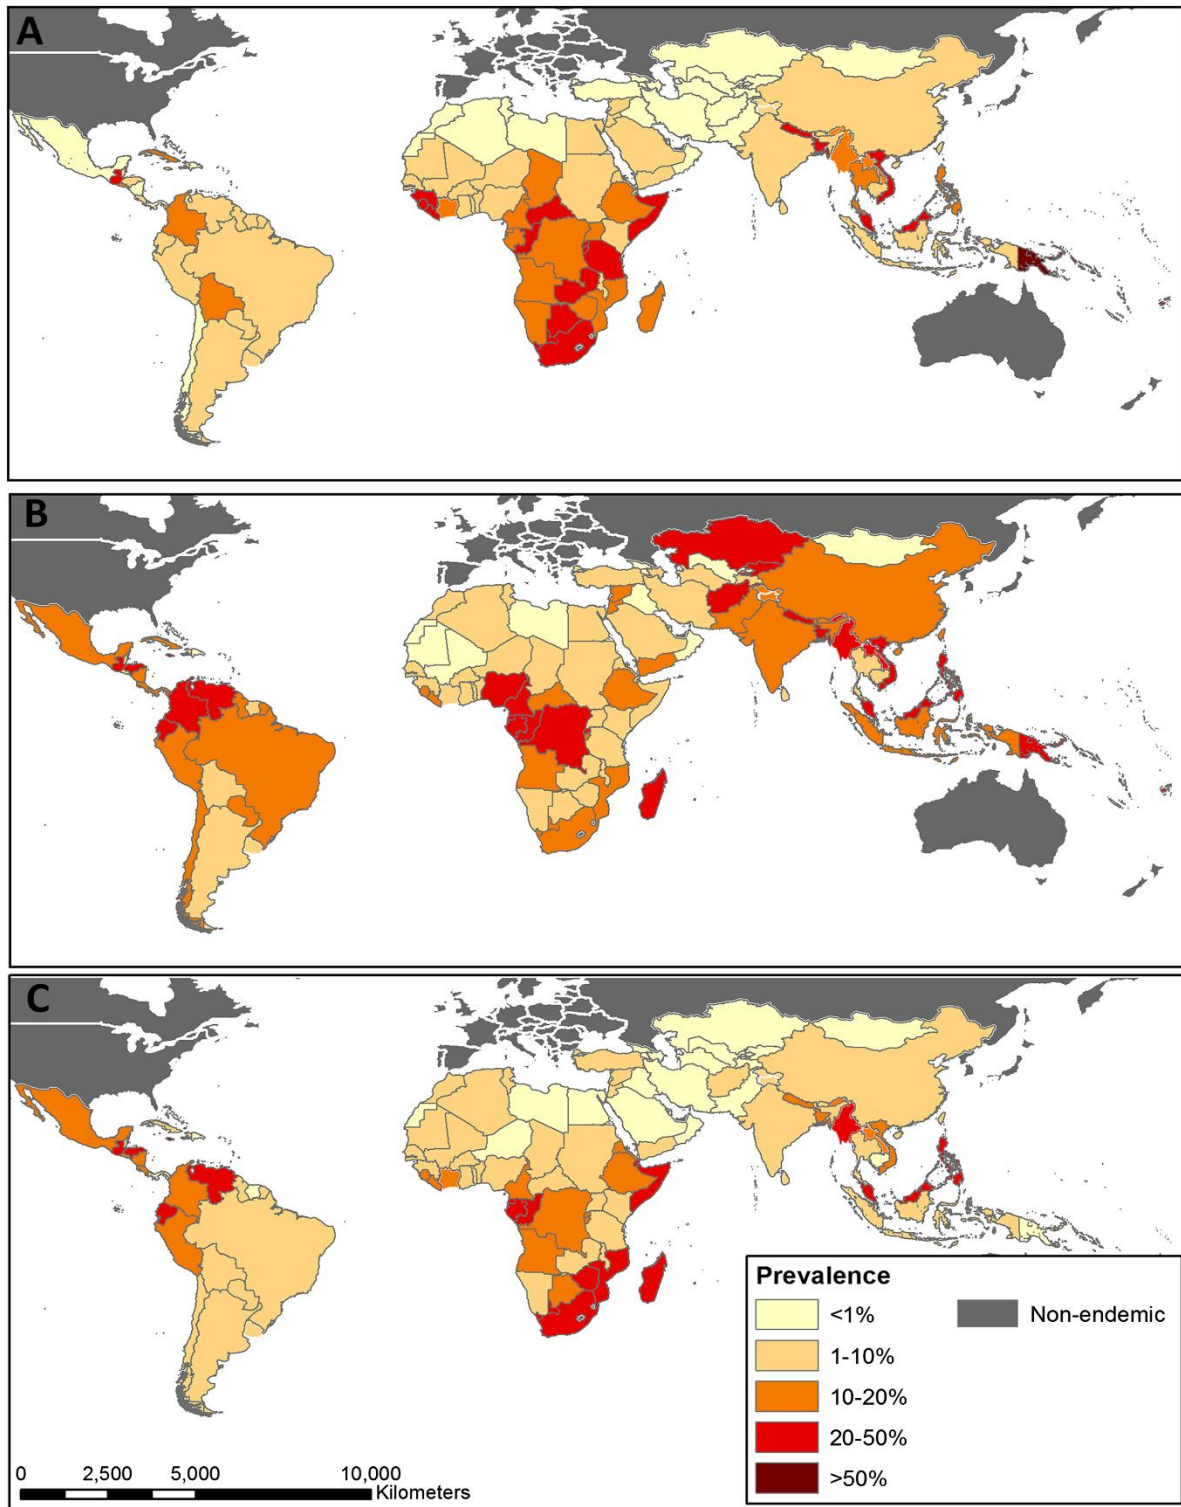 A
B
C
Prevalence
<1%
Non-endemic
1-10%
10-20%
20-50%
>50%
0 2,500 5,000 10,000
Kilometers